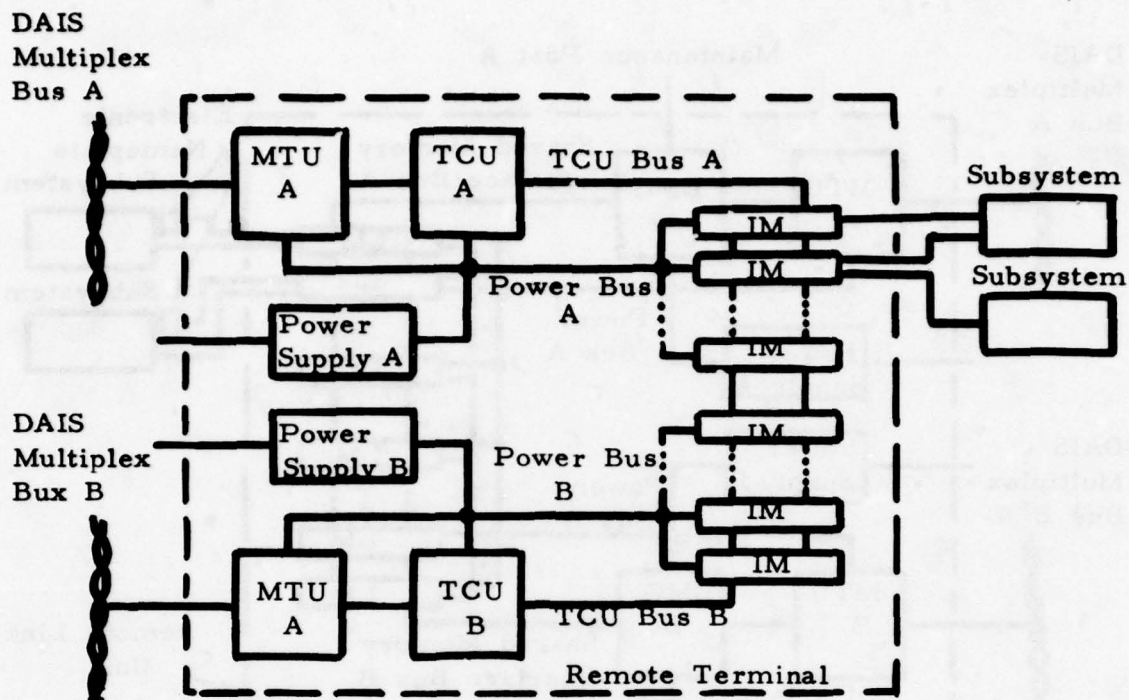 DAIS
Multiplex
Bus A
MTU
A
TCU
A
TCU Bus A
Subsystem
IM
IM
Subsystem
Power Bus
A
Power
Supply A
IM
DAIS
Multiplex
Bux B
Power
Supply B
IM
Power Bus
B
IM
MTU
A
TCU
B
IM
TCU Bus B
Remote Terminal